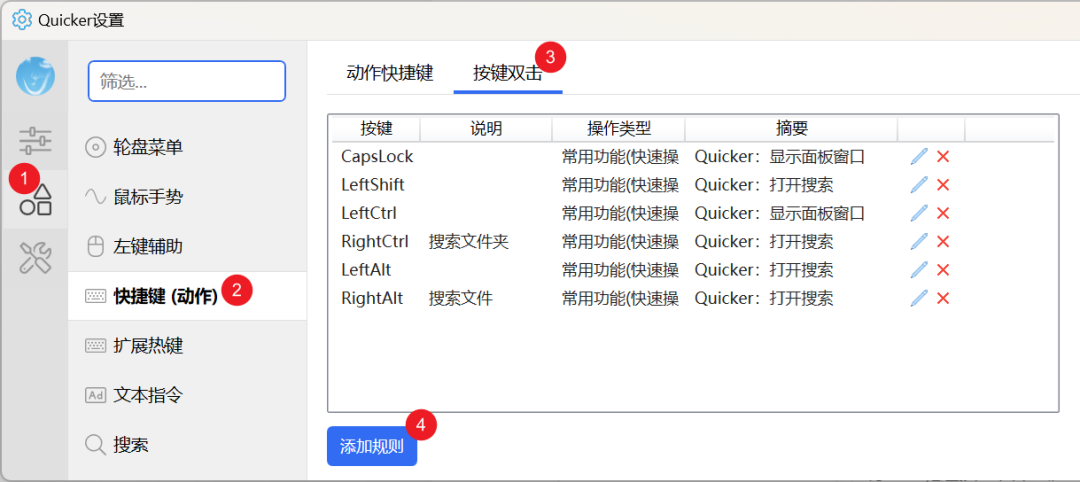 Quicker设置
筛选...
轮盘菜单
鼠标手势
左键辅助
快捷键 (动作)
扩展热键
Ad 文本指令
搜索
1
2
动作快捷键 按键双击 3
按键 说明 操作类型 摘要
CapsLock 常用功能(快速操 Quicker：显示面板窗口
LeftShift 常用功能(快速操 Quicker：打开搜索
LeftCtrl 常用功能(快速操 Quicker：显示面板窗口
RightCtrl 搜索文件夹 常用功能(快速操 Quicker：打开搜索
LeftAlt 常用功能(快速操 Quicker：打开搜索
RightAlt 搜索文件 常用功能(快速操 Quicker：打开搜索
添加规则 4